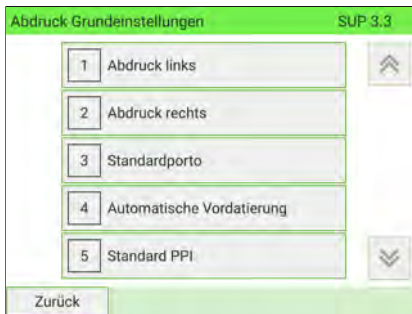 Abdruck Grundeinstellungen SUP 3.3
1 Abdruck links
2 Abdruck rechts
3 Standardporto
4 Automatische Vordatierung
5 Standard PPI
Zurück